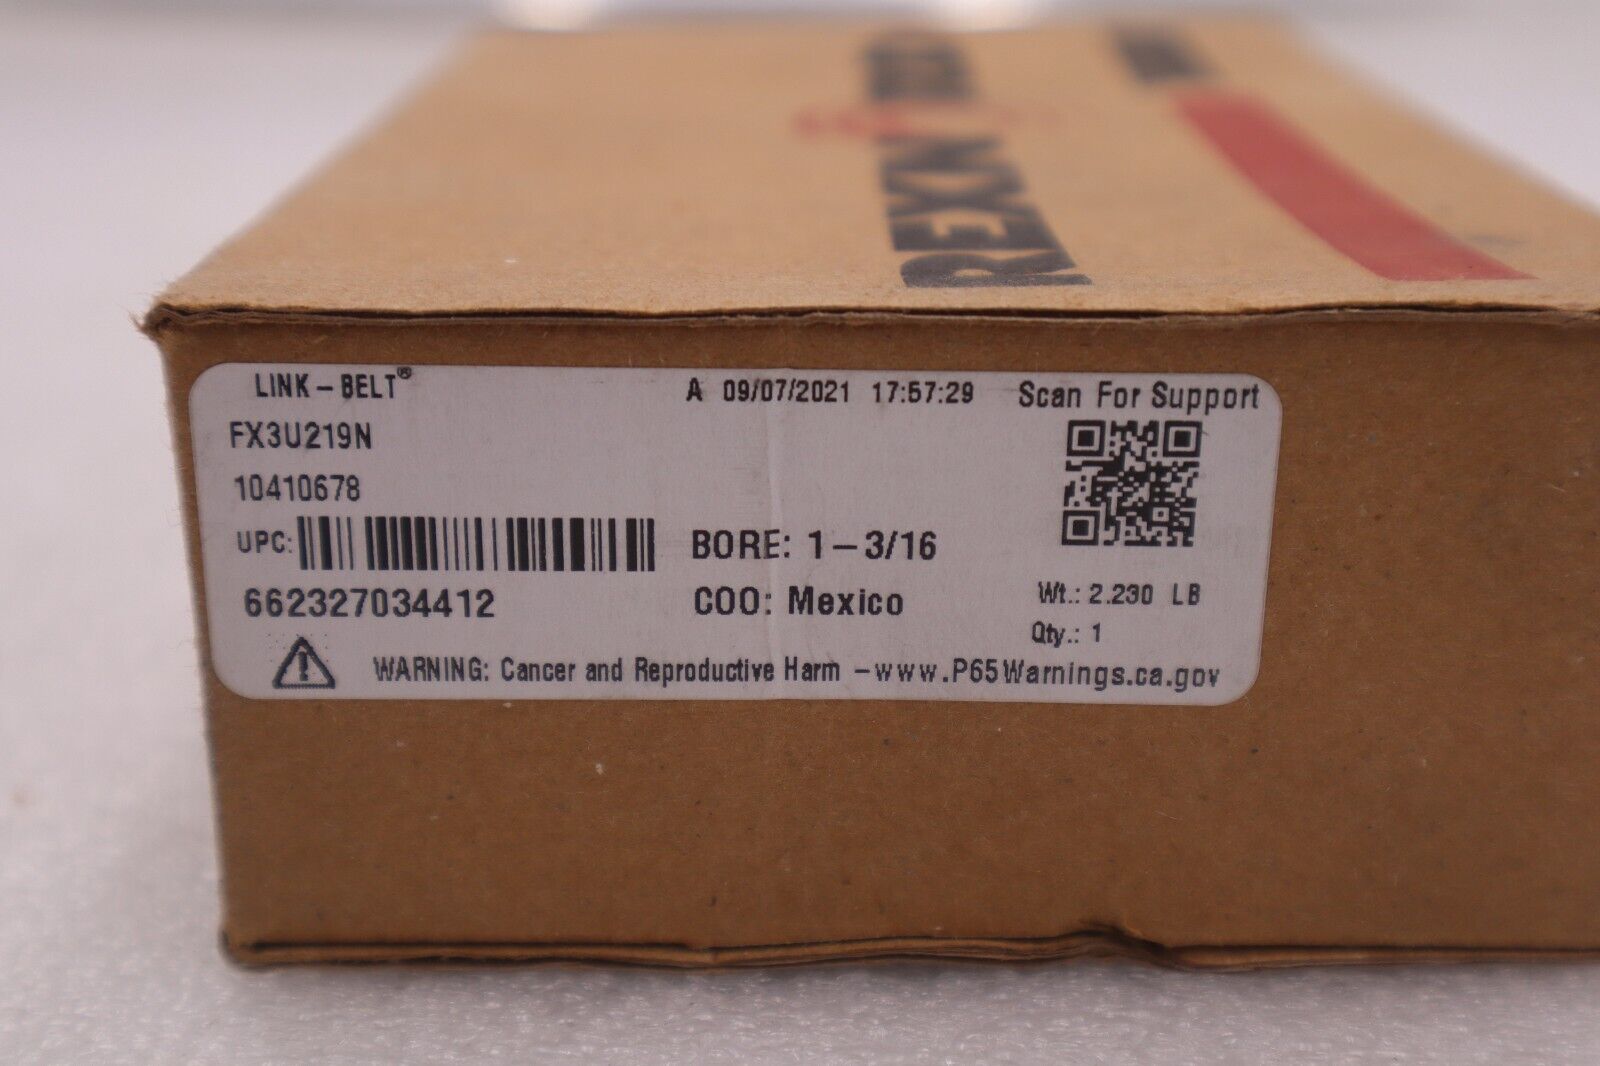 REXN
LINK-BELT® A 09/07/2021 17:57:29 Scan For Support
FX3U219N
10410678
UPC: BORE: 1-3/16
662327034412 COO: Mexico Wt.: 2.230 LB
Qty.: 1
WARNING: Cancer and Reproductive Harm -www.P65Warnings.ca.gov